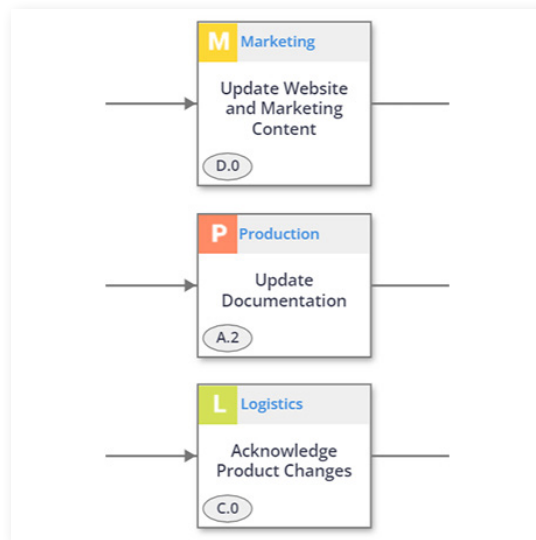 M Marketing
Update Website
and Marketing
Content
D.0
P Production
Update
Documentation
A.2
L Logistics
Acknowledge
Product Changes
C.0